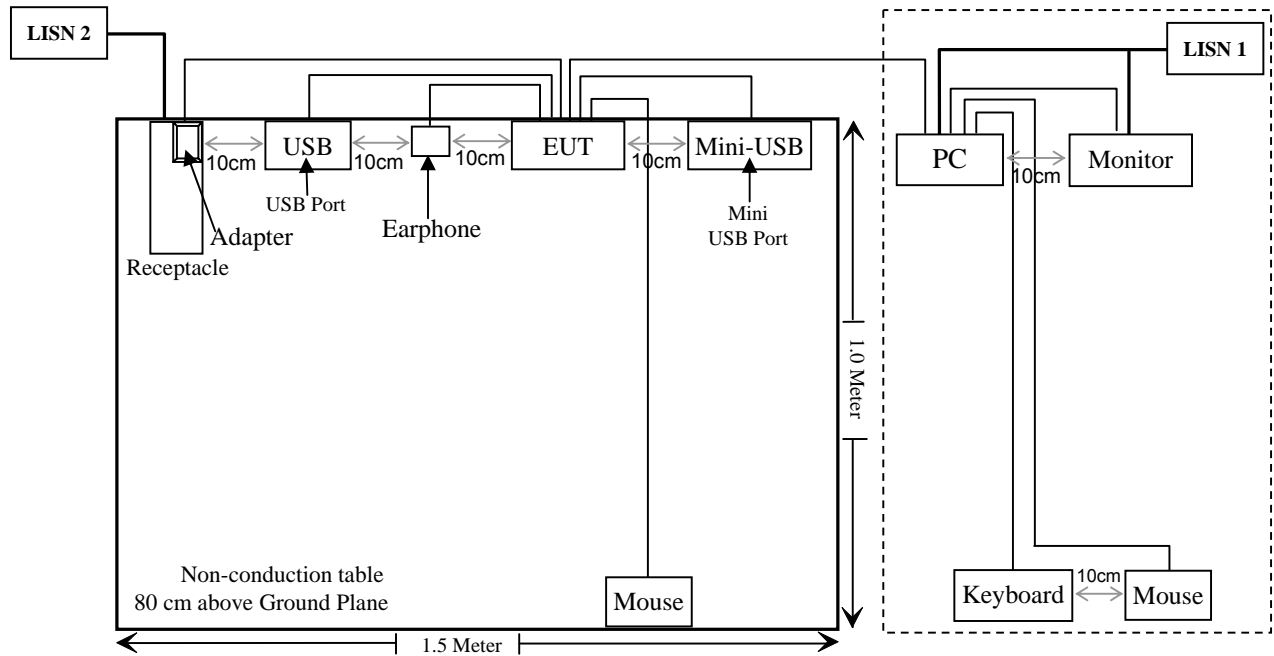 LISN 2
LISN 1
USB
EUT
Mini-USB
PC
Monitor
10cm
10cm
10cm
10cm
10cm
USB Port
Earphone
Mini
USB Port
Adapter
Receptacle
1.0 Meter
Non-conduction table
80 cm above Ground Plane
Mouse
Keyboard
10cm
Mouse
1.5 Meter